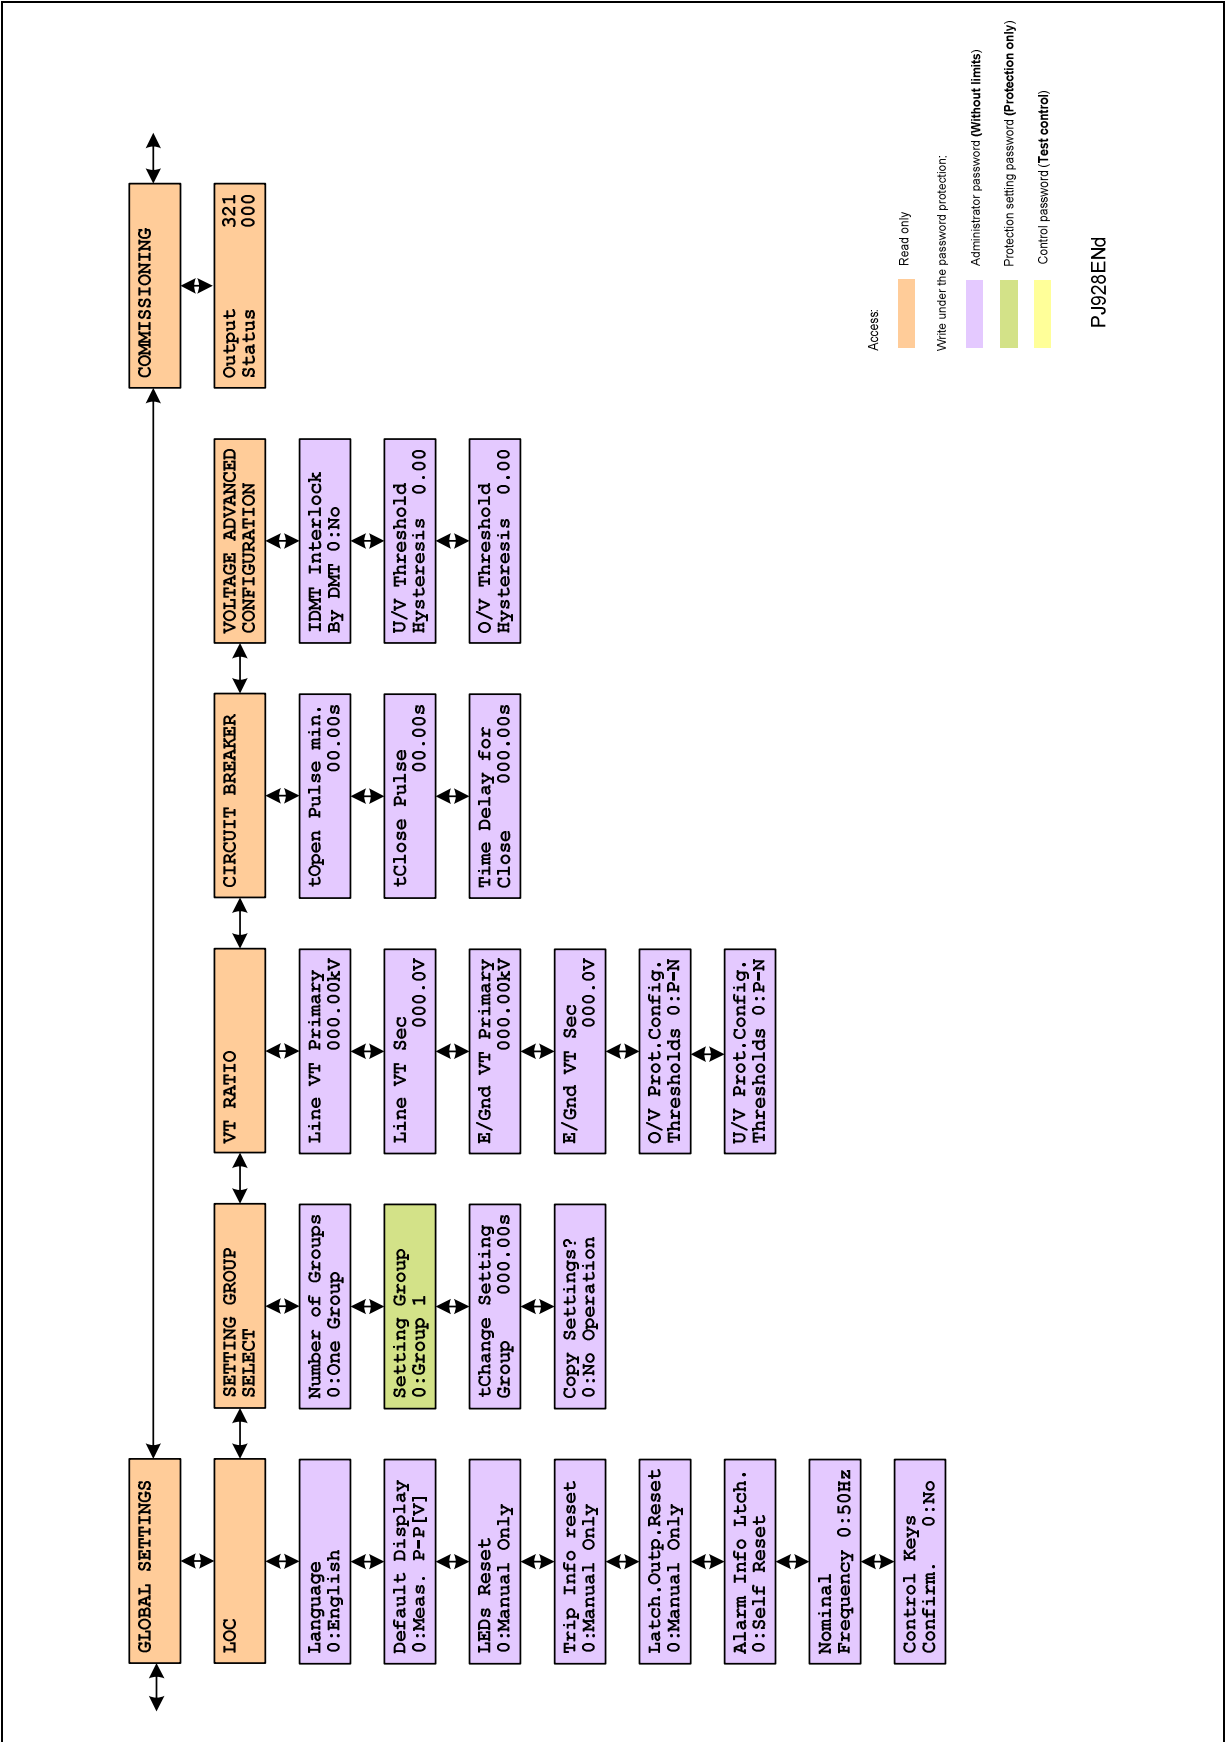 GLOBAL SETTINGS
LOC
Language
0:English
Default Display
0:Meas. P-P[V]
LEDs Reset
0:Manual Only
Trip Info reset
0:Manual Only
Latch.Outp.Reset
0:Manual Only
Alarm Info Ltch.
0:Self Reset
Nominal
Frequency 0:50Hz
Control Keys
Confirm. 0:No
SETTING GROUP
SELECT
Number of Groups
0:One Group
Setting Group
0:Group 1
tChange Setting
Group 000.00s
Copy Settings?
0:No Operation
VT RATIO
Line VT Primary
000.00kV
Line VT Sec
000.0V
E/Gnd VT Primary
000.00kV
E/Gnd VT Sec
000.0V
O/V Prot.Config.
Thresholds 0:P-N
U/V Prot.Config.
Thresholds 0:P-N
CIRCUIT BREAKER
tOpen Pulse min.
00.00s
tClose Pulse
00.00s
Time Delay for
Close 000.00s
VOLTAGE ADVANCED
CONFIGURATION
IDMT Interlock
By DMT 0:No
U/V Threshold
Hysteresis 0.00
O/V Threshold
Hysteresis 0.00
COMMISSIONING
Output 321
Status 000
Access:
Read only
Write under the password protection:
Administrator password (Without limits)
Protection setting password (Protection only)
Control password (Test control)
PJ928ENd